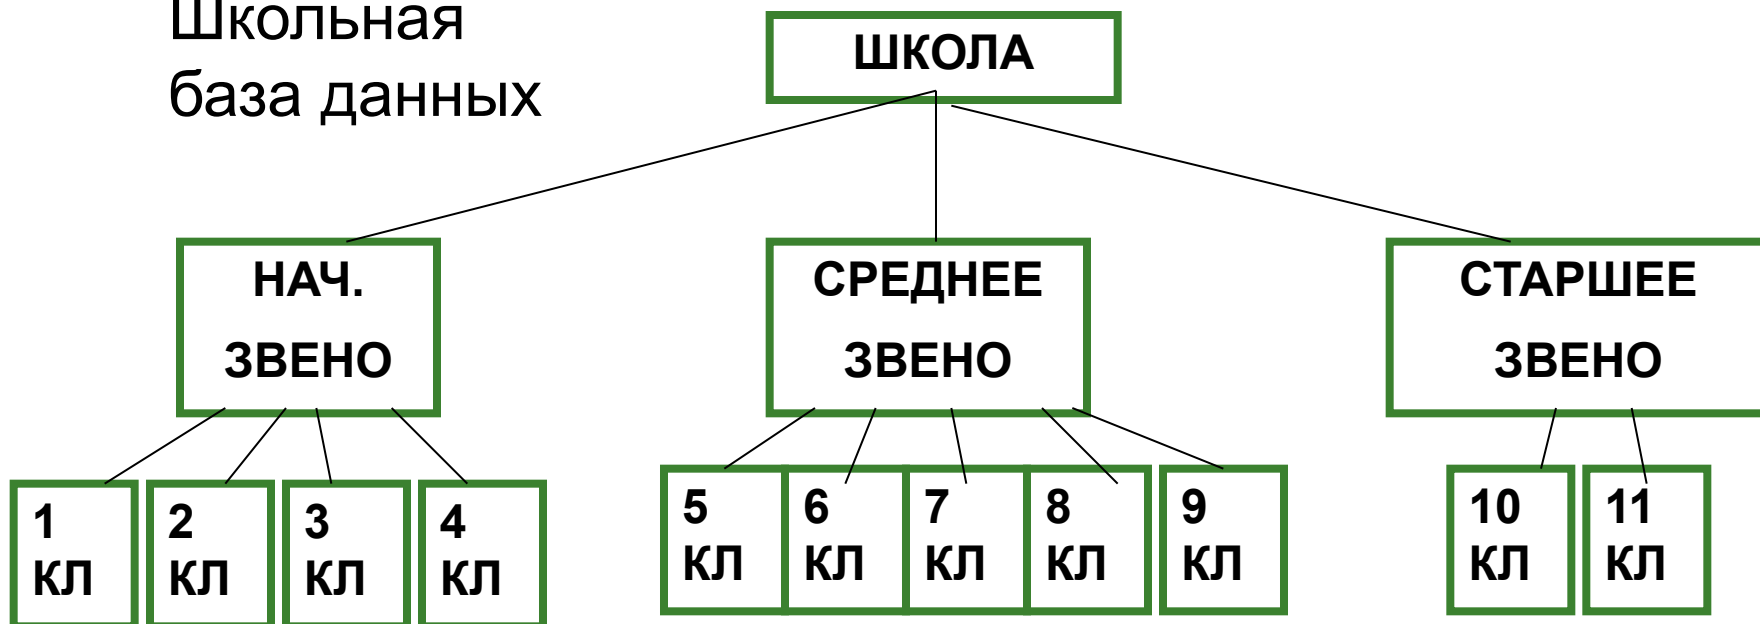 Школьная
база данных
ШКОЛА
НАЧ.
ЗВЕНО
СРЕДНЕЕ
ЗВЕНО
СТАРШЕЕ
ЗВЕНО
1
КЛ
2
КЛ
3
КЛ
4
КЛ
5
КЛ
6
КЛ
7
КЛ
8
КЛ
9
КЛ
10
КЛ
11
КЛ